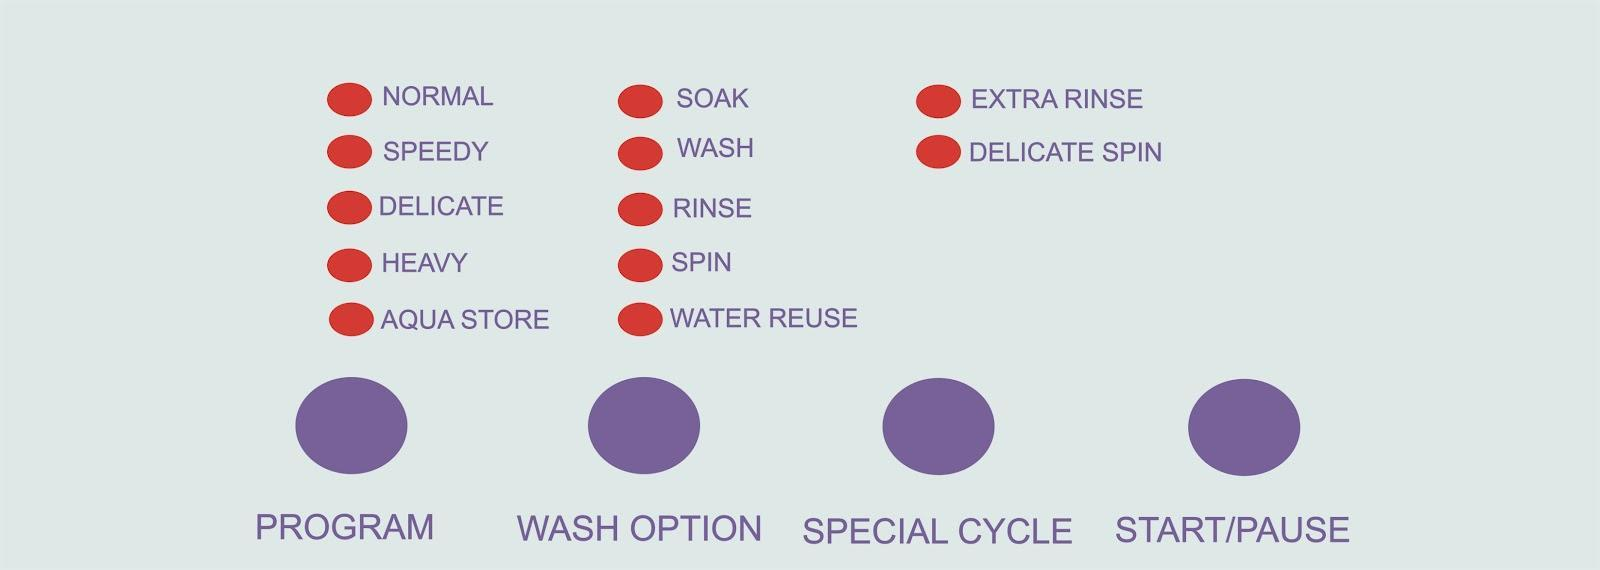 NORMAL
SPEEDY
DELICATE
HEAVY
AQUA STORE
SOAK
WASH
RINSE
SPIN
WATER REUSE
EXTRA RINSE
DELICATE SPIN
PROGRAM
WASH OPTION
SPECIAL CYCLE
START/PAUSE